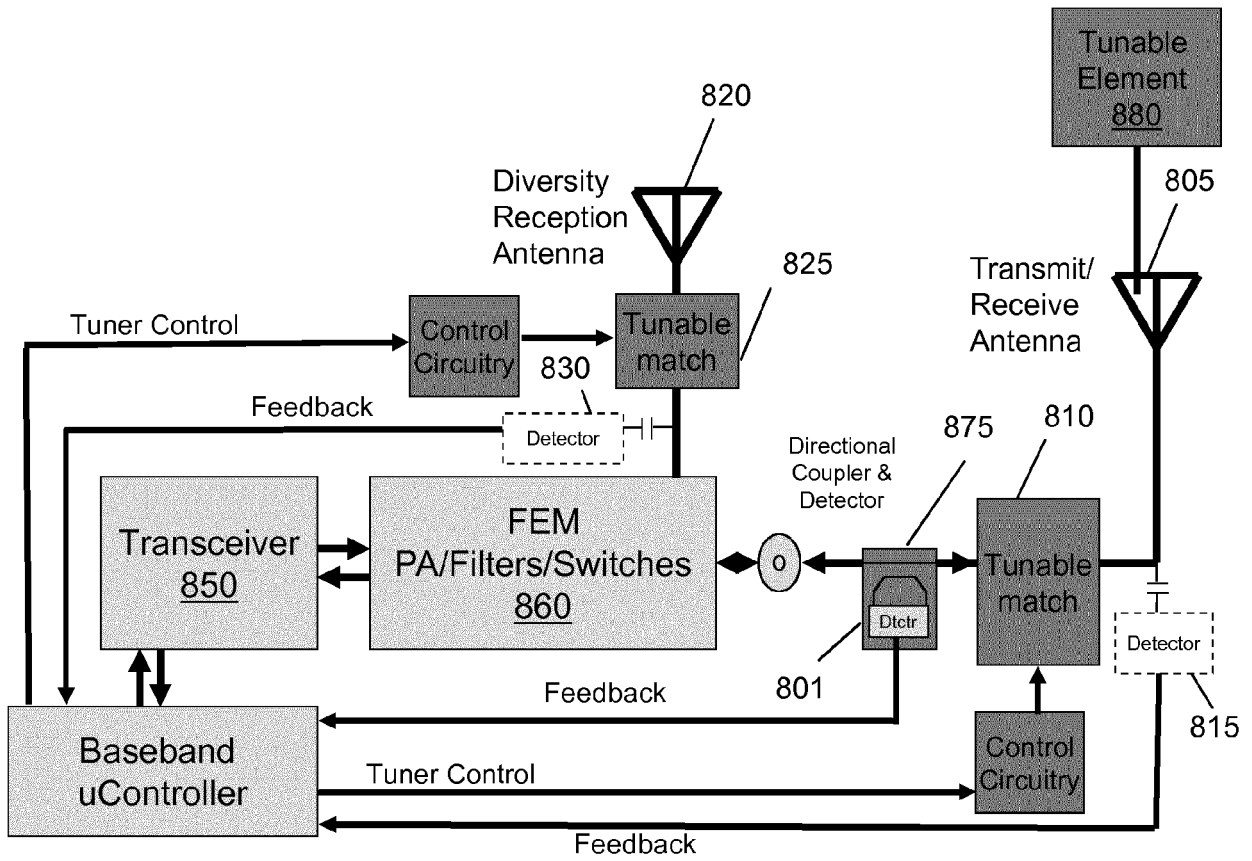 Tunable
Element
880
820
805
Diversity
Reception
Antenna
825
Transmit/
Receive
Antenna
Tuner Control
Control
Circuitry
Tunable
match
830
Feedback
Detector
875
810
Directional
Coupler &
Detector
Transceiver
850
FEM
PA/Filters/Switches
860
O
Tunable
match
Dtctr
801
Detector
815
Feedback
Baseband
uController
Tuner Control
Control
Circuitry
Feedback